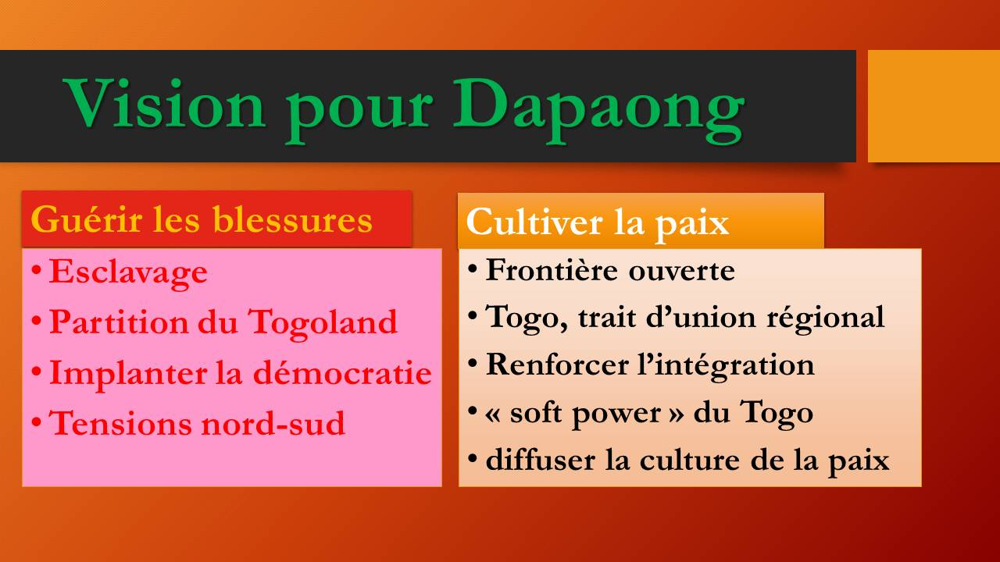 Vision pour Dapaong
Guérir les blessures
• Esclavage
• Partition du Togoland
• Implanter la démocratie
• Tensions nord-sud
Cultiver la paix
• Frontière ouverte
• Togo, trait d’union régional
• Renforcer l’intégration
• « soft power » du Togo
• diffuser la culture de la paix